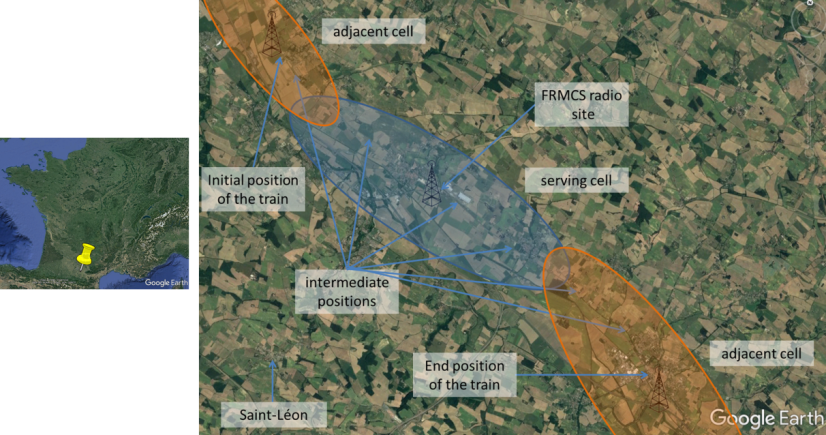 adjacent cell
FRMCS radio
site
Initial position
of the train
serving cell
intermediate
positions
Google Earth
End position
of the train
adjacent cell
Saint-Léon
Google Earth